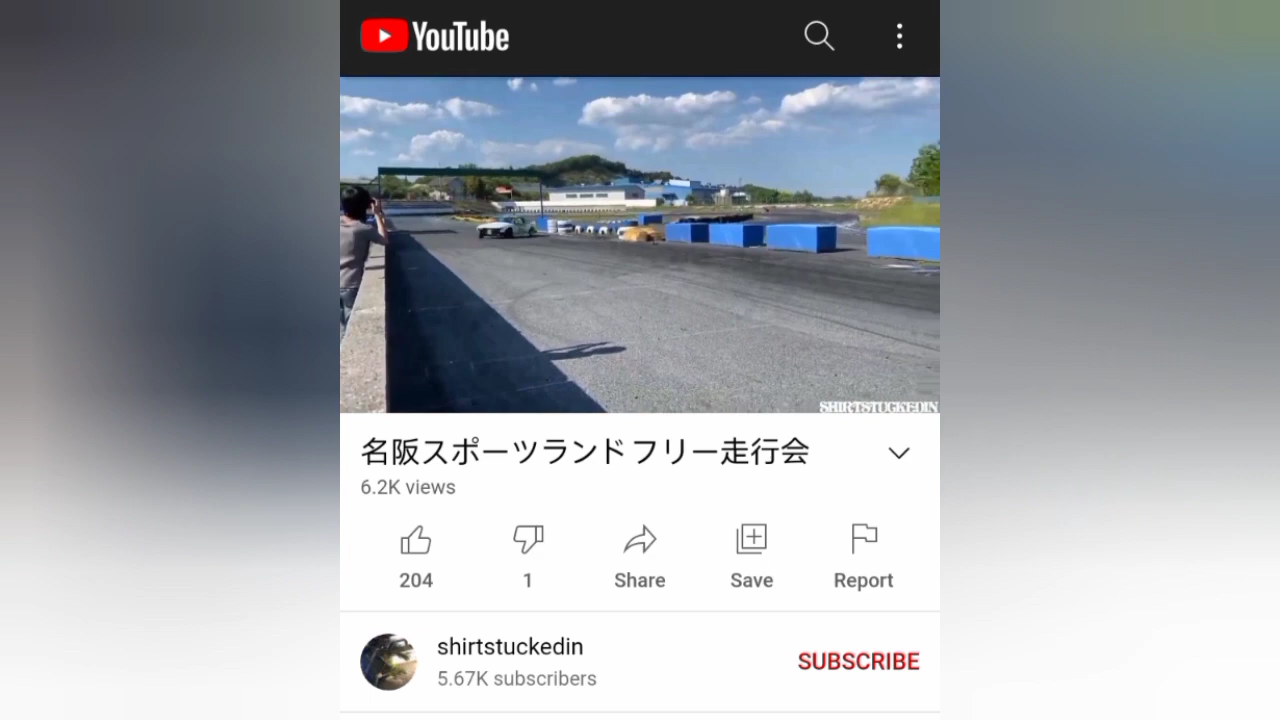 YouTube
SHIRTSTUCKEDIN
名阪スポーツランド フリー走行会
6.2K views
204
1
Share
Save
Report
shirtstuckedin
5.67K subscribers
SUBSCRIBE